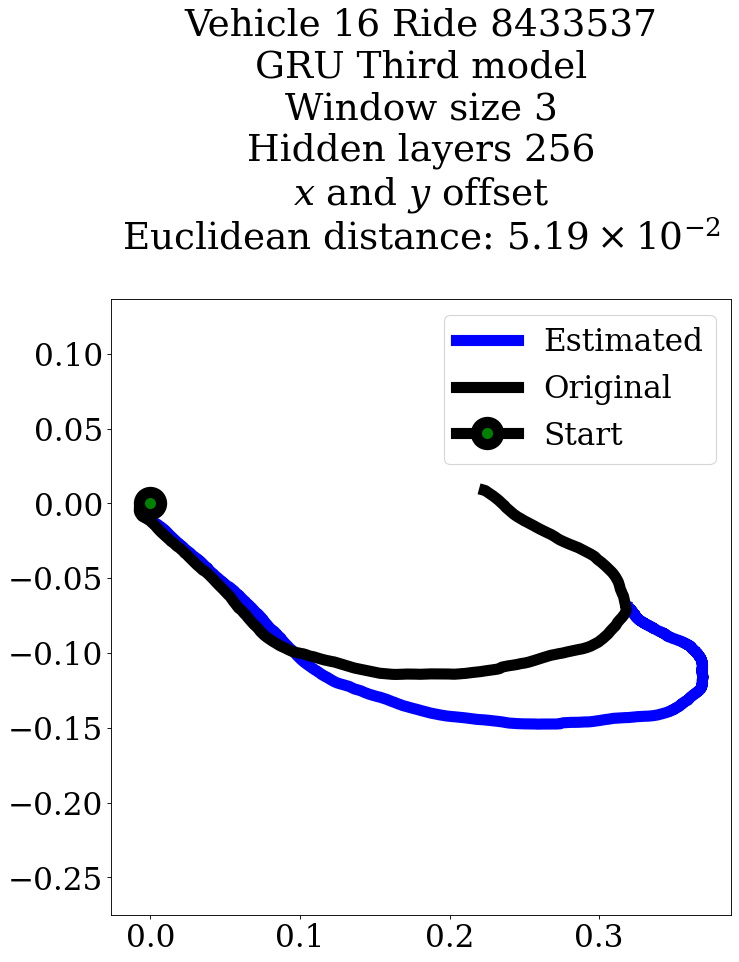 Vehicle 16 Ride 8433537
GRU Third model
Window size 3
Hidden layers 256
x and y offset
Euclidean distance: 5.19 × 10⁻²
Estimated
Original
Start
0.10
0.05
0.00
−0.05
−0.10
−0.15
−0.20
−0.25
0.0 0.1 0.2 0.3